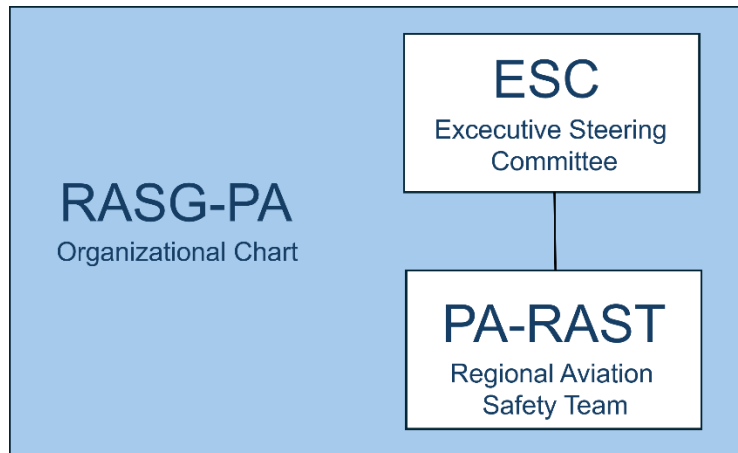 RASG-PA
Organizational Chart
ESC
Excecutive Steering
Committee
PA-RAST
Regional Aviation
Safety Team